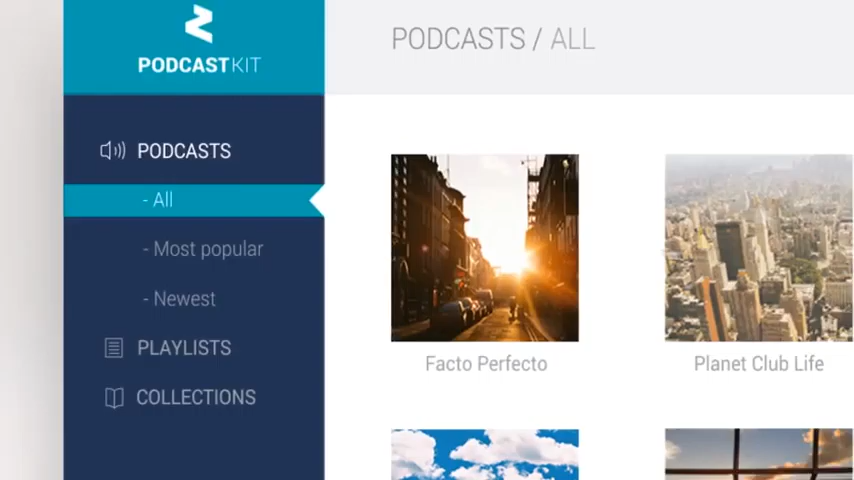 PODCASTKIT
PODCASTS / ALL
PODCASTS
- All
- Most popular
- Newest
PLAYLISTS
COLLECTIONS
Facto Perfecto
Planet Club Life